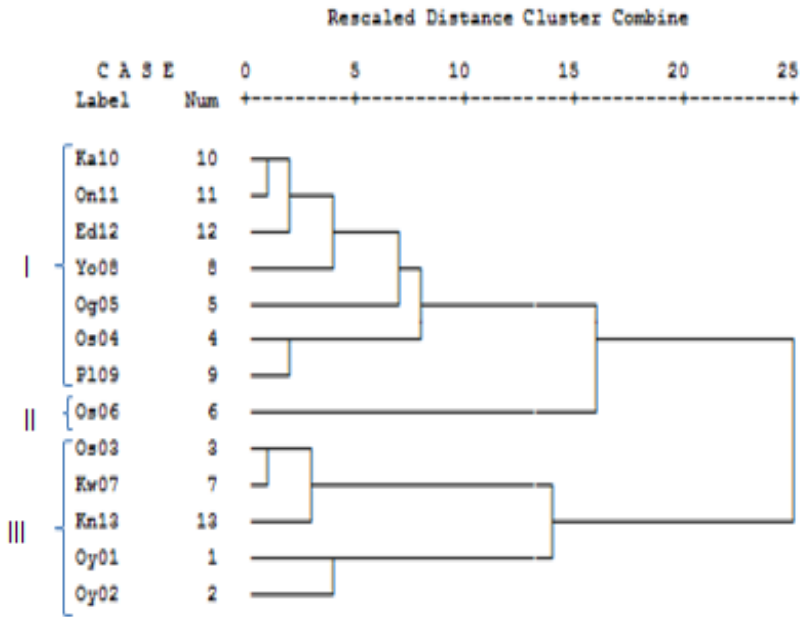 Rescaled Distance Cluster Combine
C A S E 0 5 10 15 20 25
Label Num
Ka10 10
On11 11
Ed12 12
Yo08 8
I
Og05 5
Os04 4
Pl09 9
II
Os06 6
Os03 3
Kw07 7
III
Kn13 13
Oy01 1
Oy02 2